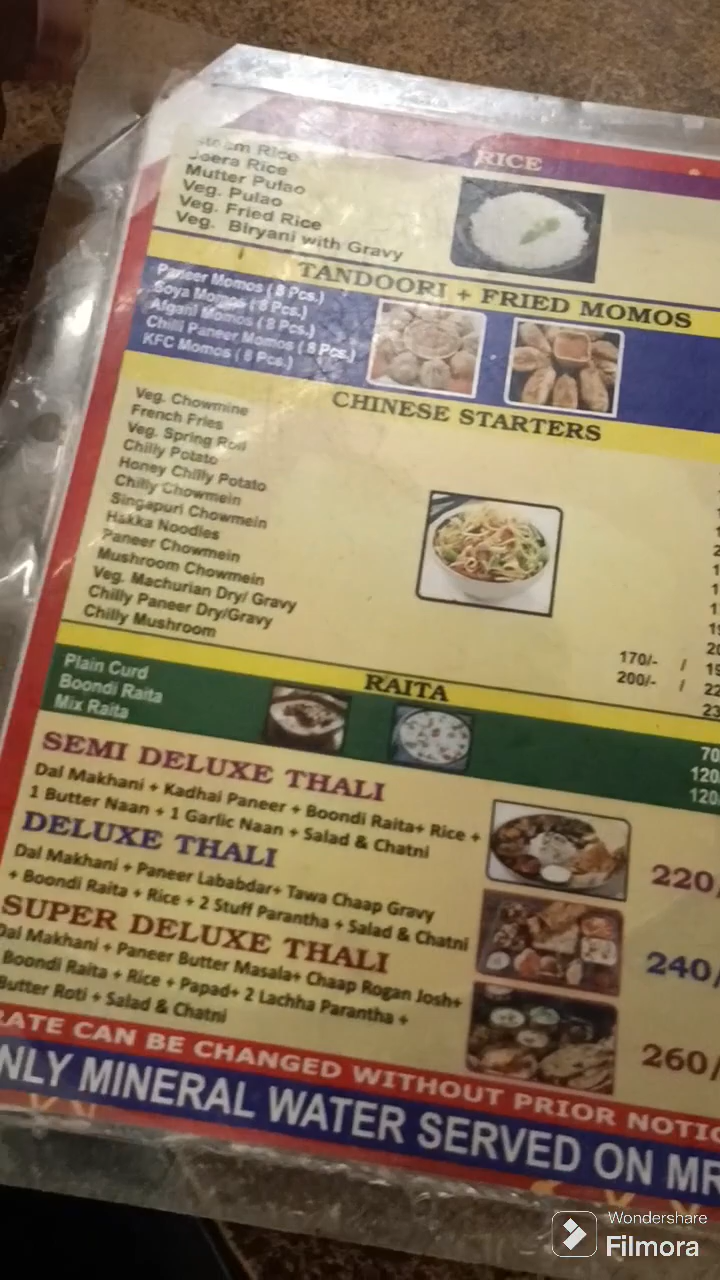 RICE
Steam Rice
Jeera Rice
Mutter Pulao
Veg. Pulao
Veg. Fried Rice
Veg. Biryani with Gravy
TANDOORI + FRIED MOMOS
Paneer Momos ( 8 Pcs.)
Soya Momos ( 8 Pcs.)
Afgani Momos ( 8 Pcs.)
Chilli Paneer Momos ( 8 Pcs.)
KFC Momos ( 8 Pcs.)
CHINESE STARTERS
Veg. Chowmine
French Fries
Veg. Spring Roll
Chilly Potato
Honey Chilly Potato
Chilly Chowmein
Singapuri Chowmein
Hakka Noodles
Paneer Chowmein
Mushroom Chowmein
Veg. Machurian Dry/ Gravy 170/- /
Chilly Paneer Dry/Gravy 200/- /
Chilly Mushroom
RAITA
Plain Curd 70
Boondi Raita 120
Mix Raita 120
SEMI DELUXE THALI
Dal Makhani + Kadhai Paneer + Boondi Raita+ Rice +
1 Butter Naan + 1 Garlic Naan + Salad & Chatni
220/
DELUXE THALI
Dal Makhani + Paneer Lababdar+ Tawa Chaap Gravy
+ Boondi Raita + Rice + 2 Stuff Parantha + Salad & Chatni
240/
SUPER DELUXE THALI
Dal Makhani + Paneer Butter Masala+ Chaap Rogan Josh+
Boondi Raita + Rice + Papad+ 2 Lachha Parantha +
Butter Roti + Salad & Chatni
260/
RATE CAN BE CHANGED WITHOUT PRIOR NOTIC
NLY MINERAL WATER SERVED ON MR
Wondershare
Filmora